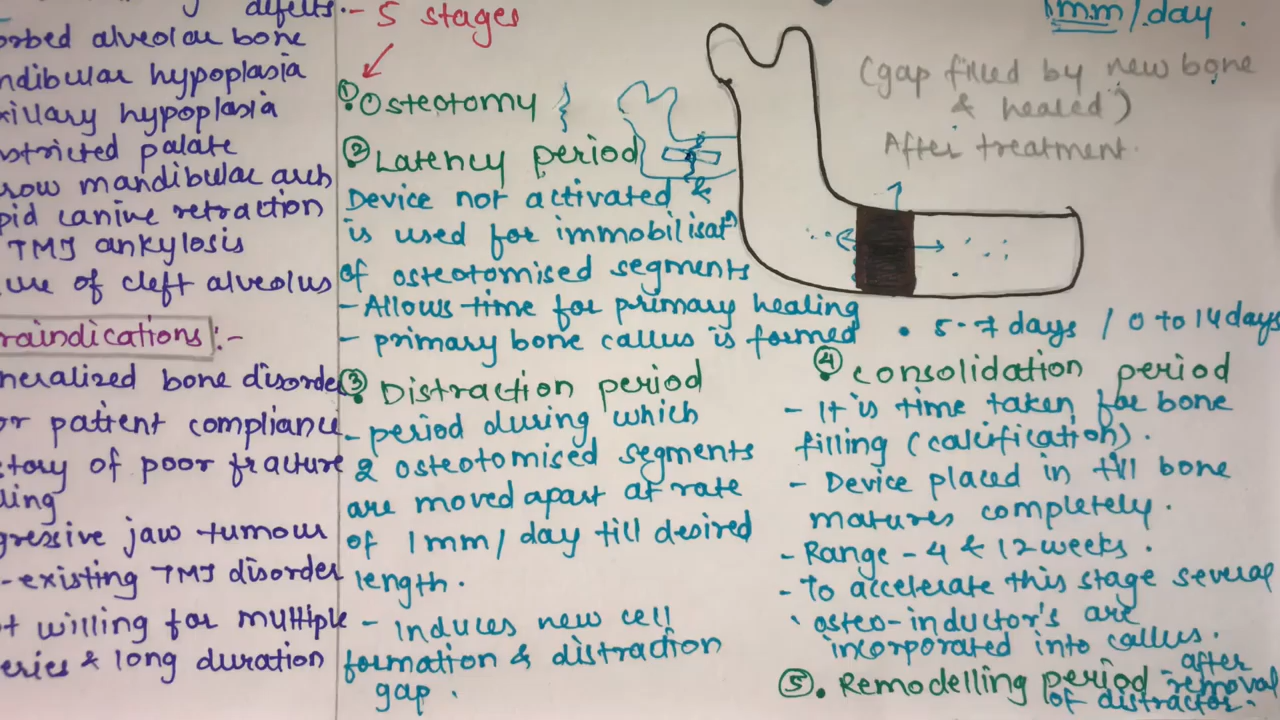 defects.
orbed alveolar bone
ndibular hypoplasia
xillary hypoplasia
stricted palate
row mandibular arch
pid canine retraction
TMJ ankylosis
ure of cleft alveolus
raindications :-
neralized bone disorder
or patient compliance
story of poor fracture
ling
gressive jaw tumour
-existing TMJ disorder
t willing for multiple
eries & long duration
- 5 stages
① Osteotomy
② Latency period
Device not activated &
is used for immobilisatⁿ
of osteotomised segments
- Allows time for primary healing
- primary bone callus is formed
③ Distraction period
- period during which
2 osteotomised segments
are moved apart at rate
of 1mm/day till desired
length.
- Induces new cell
formation & distraction
gap.
1mm/day.
(gap filled by new bone
& healed)
After treatment.
• 5-7 days / 0 to 14 days
④ Consolidation period
- It is time taken for bone
filling (calcification).
- Device placed in till bone
matures completely.
- Range - 4 & 12 weeks.
- To accelerate this stage several
osteo-inductor's are
incorporated into callus.
⑤. Remodelling period - after
removal
of distractor.